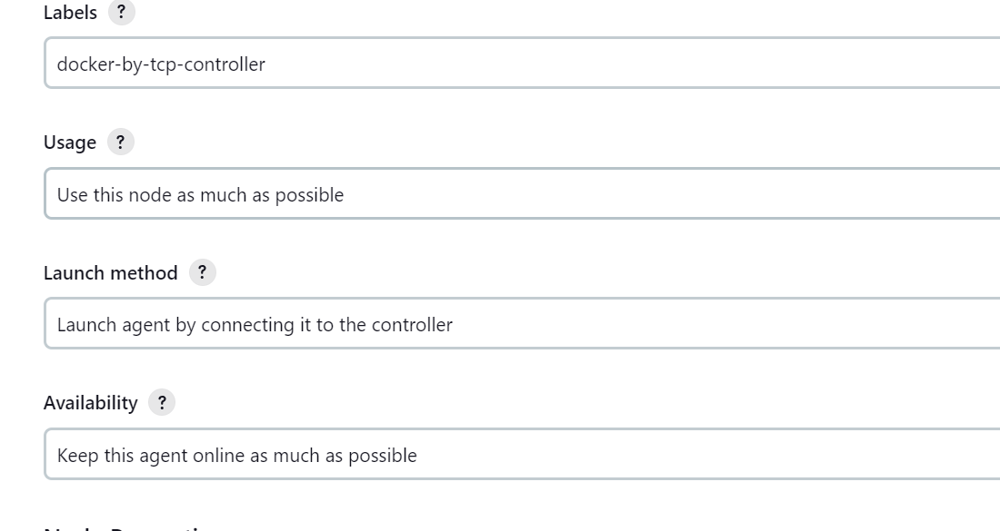 Labels ?
docker-by-tcp-controller
Usage ?
Use this node as much as possible
Launch method ?
Launch agent by connecting it to the controller
Availability ?
Keep this agent online as much as possible